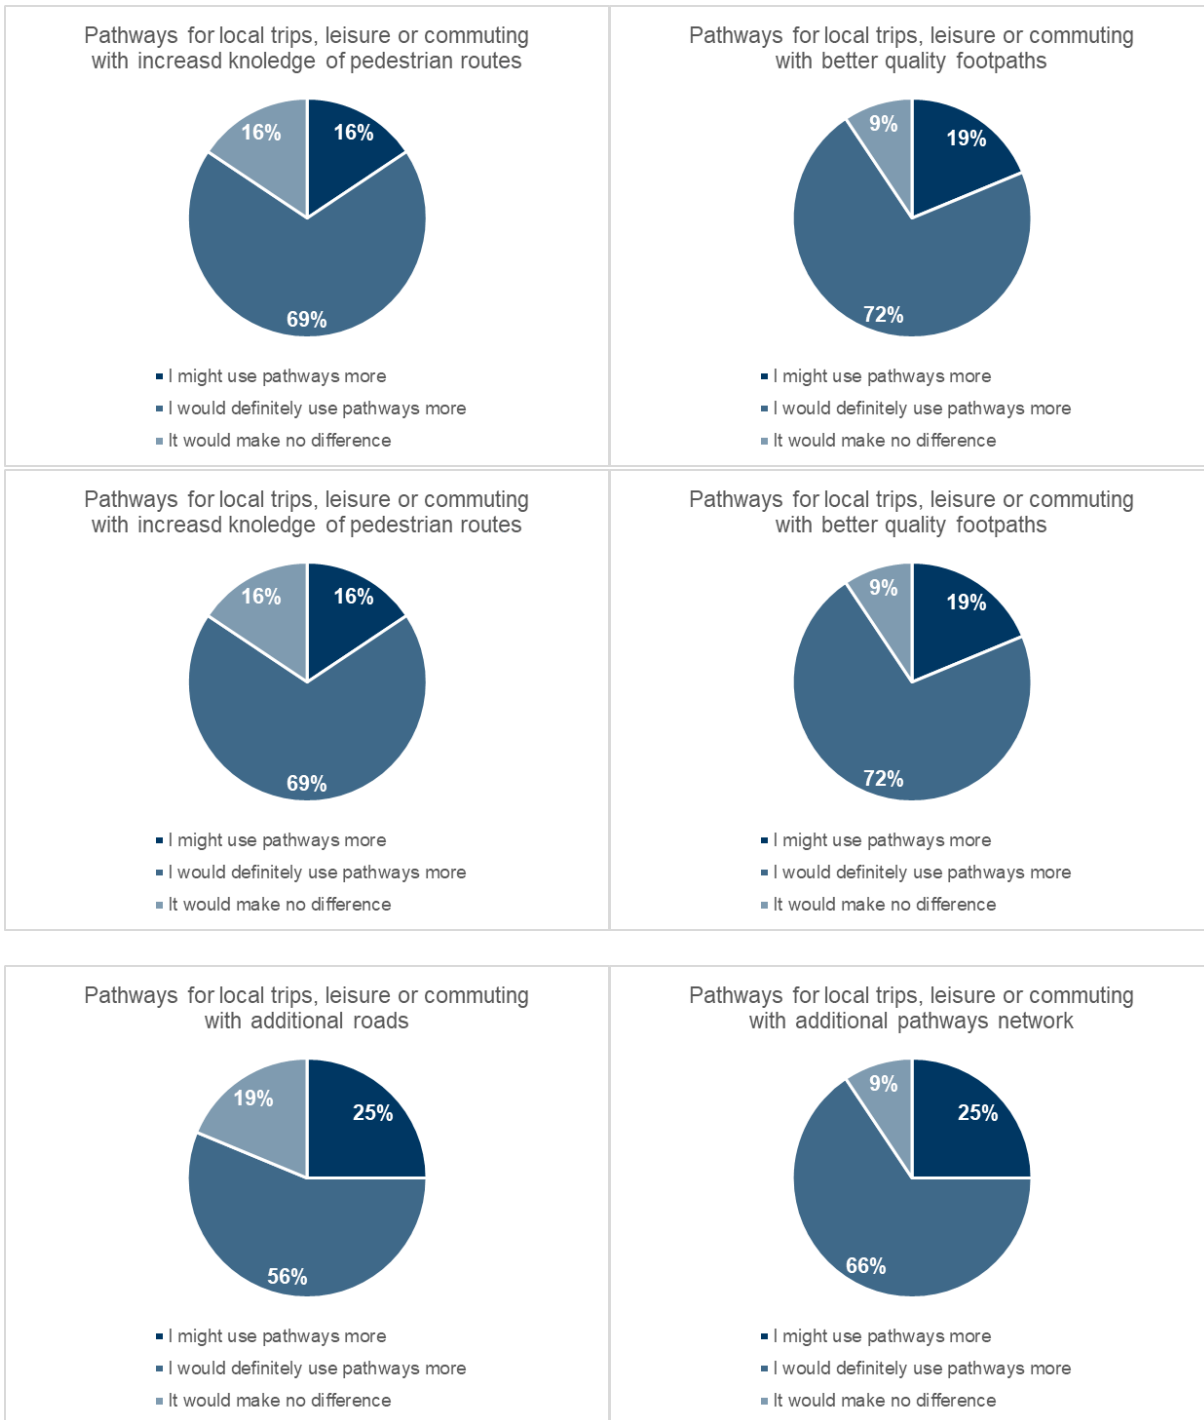 Pathways for local trips, leisure or commuting
with increasd knoledge of pedestrian routes
16%
16%
69%
I might use pathways more
I would definitely use pathways more
It would make no difference
Pathways for local trips, leisure or commuting
with better quality footpaths
9%
19%
72%
I might use pathways more
I would definitely use pathways more
It would make no difference
Pathways for local trips, leisure or commuting
with increasd knoledge of pedestrian routes
16%
16%
69%
I might use pathways more
I would definitely use pathways more
It would make no difference
Pathways for local trips, leisure or commuting
with better quality footpaths
9%
19%
72%
I might use pathways more
I would definitely use pathways more
It would make no difference
Pathways for local trips, leisure or commuting
with additional roads
19%
25%
56%
I might use pathways more
I would definitely use pathways more
It would make no difference
Pathways for local trips, leisure or commuting
with additional pathways network
9%
25%
66%
I might use pathways more
I would definitely use pathways more
It would make no difference